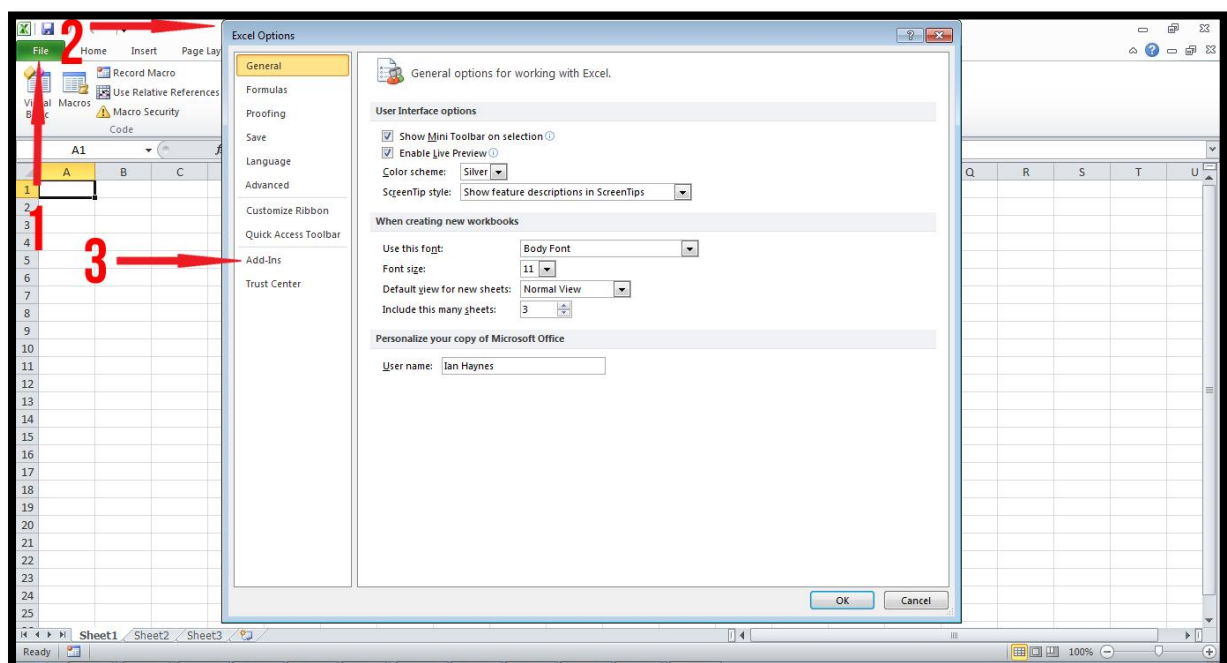 2
Excel Options
File Home Insert Page Lay
Record Macro
Use Relative References
Macros
Macro Security
Code
A1
A B C Q R S T U
1
2
3
4
5
6
7
8
9
10
11
12
13
14
15
16
17
18
19
20
21
22
23
24
25
1
3
General
Formulas
Proofing
Save
Language
Advanced
Customize Ribbon
Quick Access Toolbar
Add-Ins
Trust Center
General options for working with Excel.
User Interface options
Show Mini Toolbar on selection
Enable Live Preview
Color scheme: Silver
ScreenTip style: Show feature descriptions in ScreenTips
When creating new workbooks
Use this font: Body Font
Font size: 11
Default view for new sheets: Normal View
Include this many sheets: 3
Personalize your copy of Microsoft Office
User name: Ian Haynes
OK Cancel
Sheet1 Sheet2 Sheet3
Ready 100%